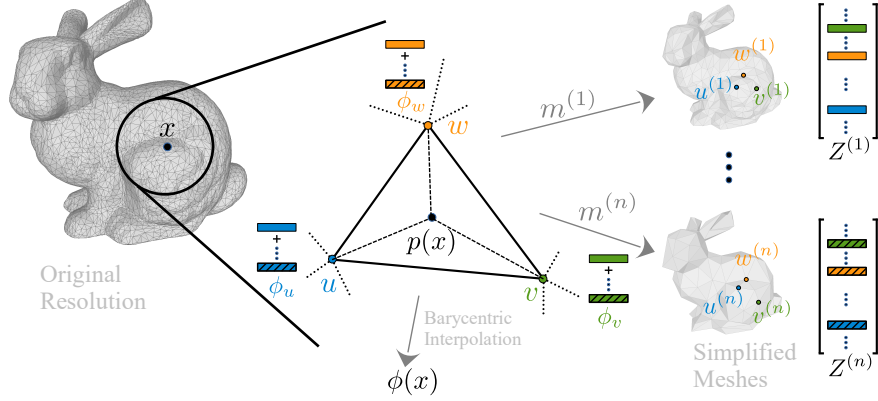 x
Original
Resolution
+
ϕ_w
w
p(x)
+
ϕ_u
u
v
+
ϕ_v
Barycentric
Interpolation
ϕ(x)
m^(1)
m^(n)
w^(1)
u^(1)
v^(1)
Z^(1)
w^(n)
u^(n)
v^(n)
Simplified
Meshes
Z^(n)